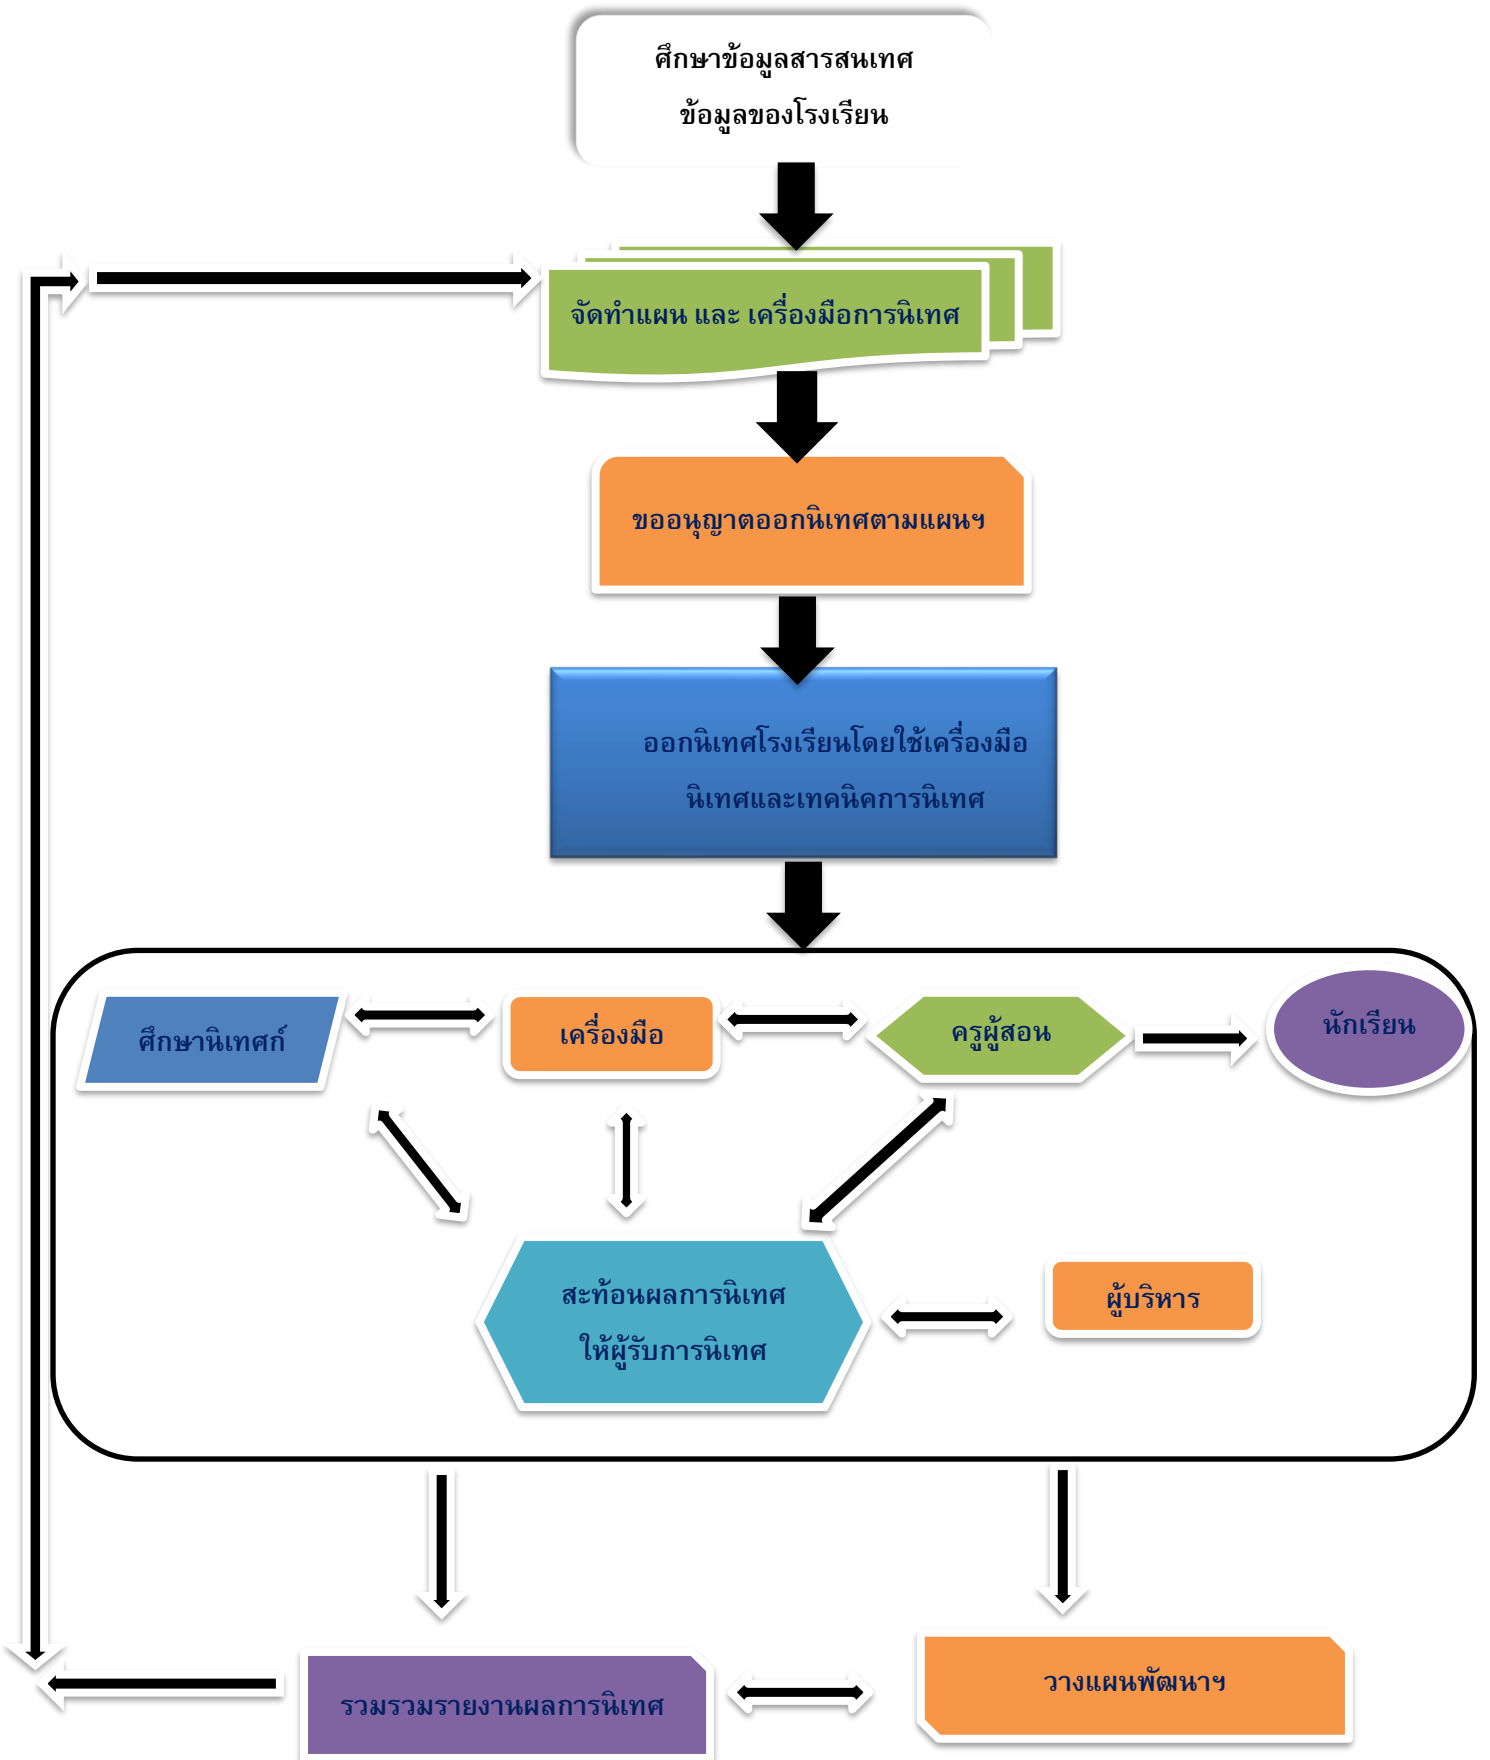 ศึกษาข้อมูลสารสนเทศ
ข้อมูลของโรงเรียน
จัดทำแผน และ เครื่องมือการนิเทศ
ขออนุญาตออกนิเทศตามแผนฯ
ออกนิเทศโรงเรียนโดยใช้เครื่องมือ
นิเทศและเทคนิคการนิเทศ
ศึกษานิเทศก์
เครื่องมือ
ครูผู้สอน
นักเรียน
สะท้อนผลการนิเทศ
ให้ผู้รับการนิเทศ
ผู้บริหาร
รวมรวมรายงานผลการนิเทศ
วางแผนพัฒนาฯ